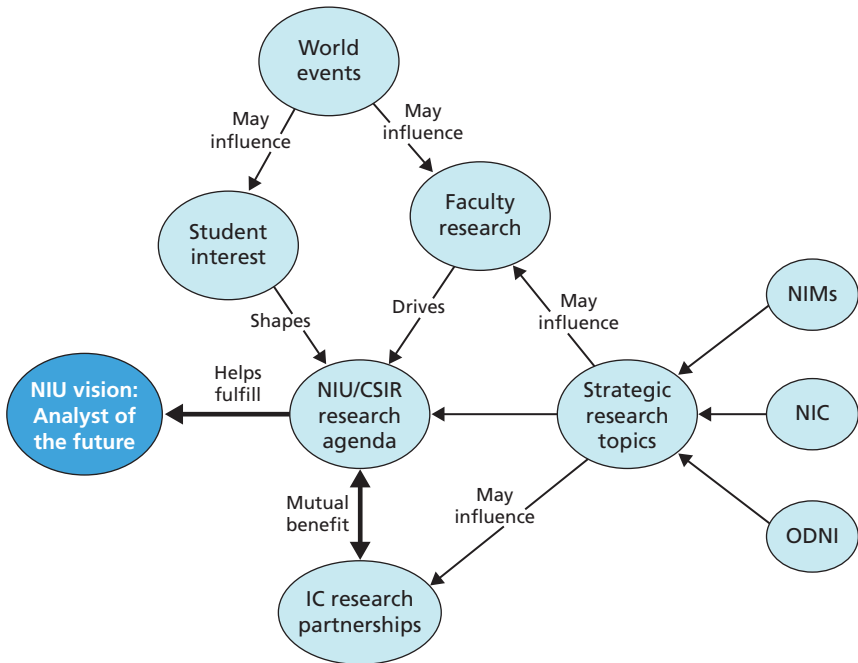 World
events
May
influence
May
influence
Student
interest
Faculty
research
NIMs
Shapes
Drives
May
influence
NIU vision:
Analyst of
the future
Helps
fulfill
NIU/CSIR
research
agenda
Strategic
research
topics
NIC
Mutual
benefit
May
influence
ODNI
IC research
partnerships